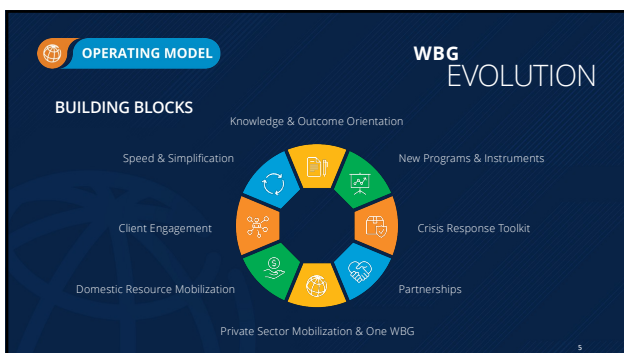 OPERATING MODEL
WBG
EVOLUTION
BUILDING BLOCKS
Knowledge & Outcome Orientation
Speed & Simplification
New Programs & Instruments
Client Engagement
Crisis Response Toolkit
Domestic Resource Mobilization
Partnerships
Private Sector Mobilization & One WBG
5